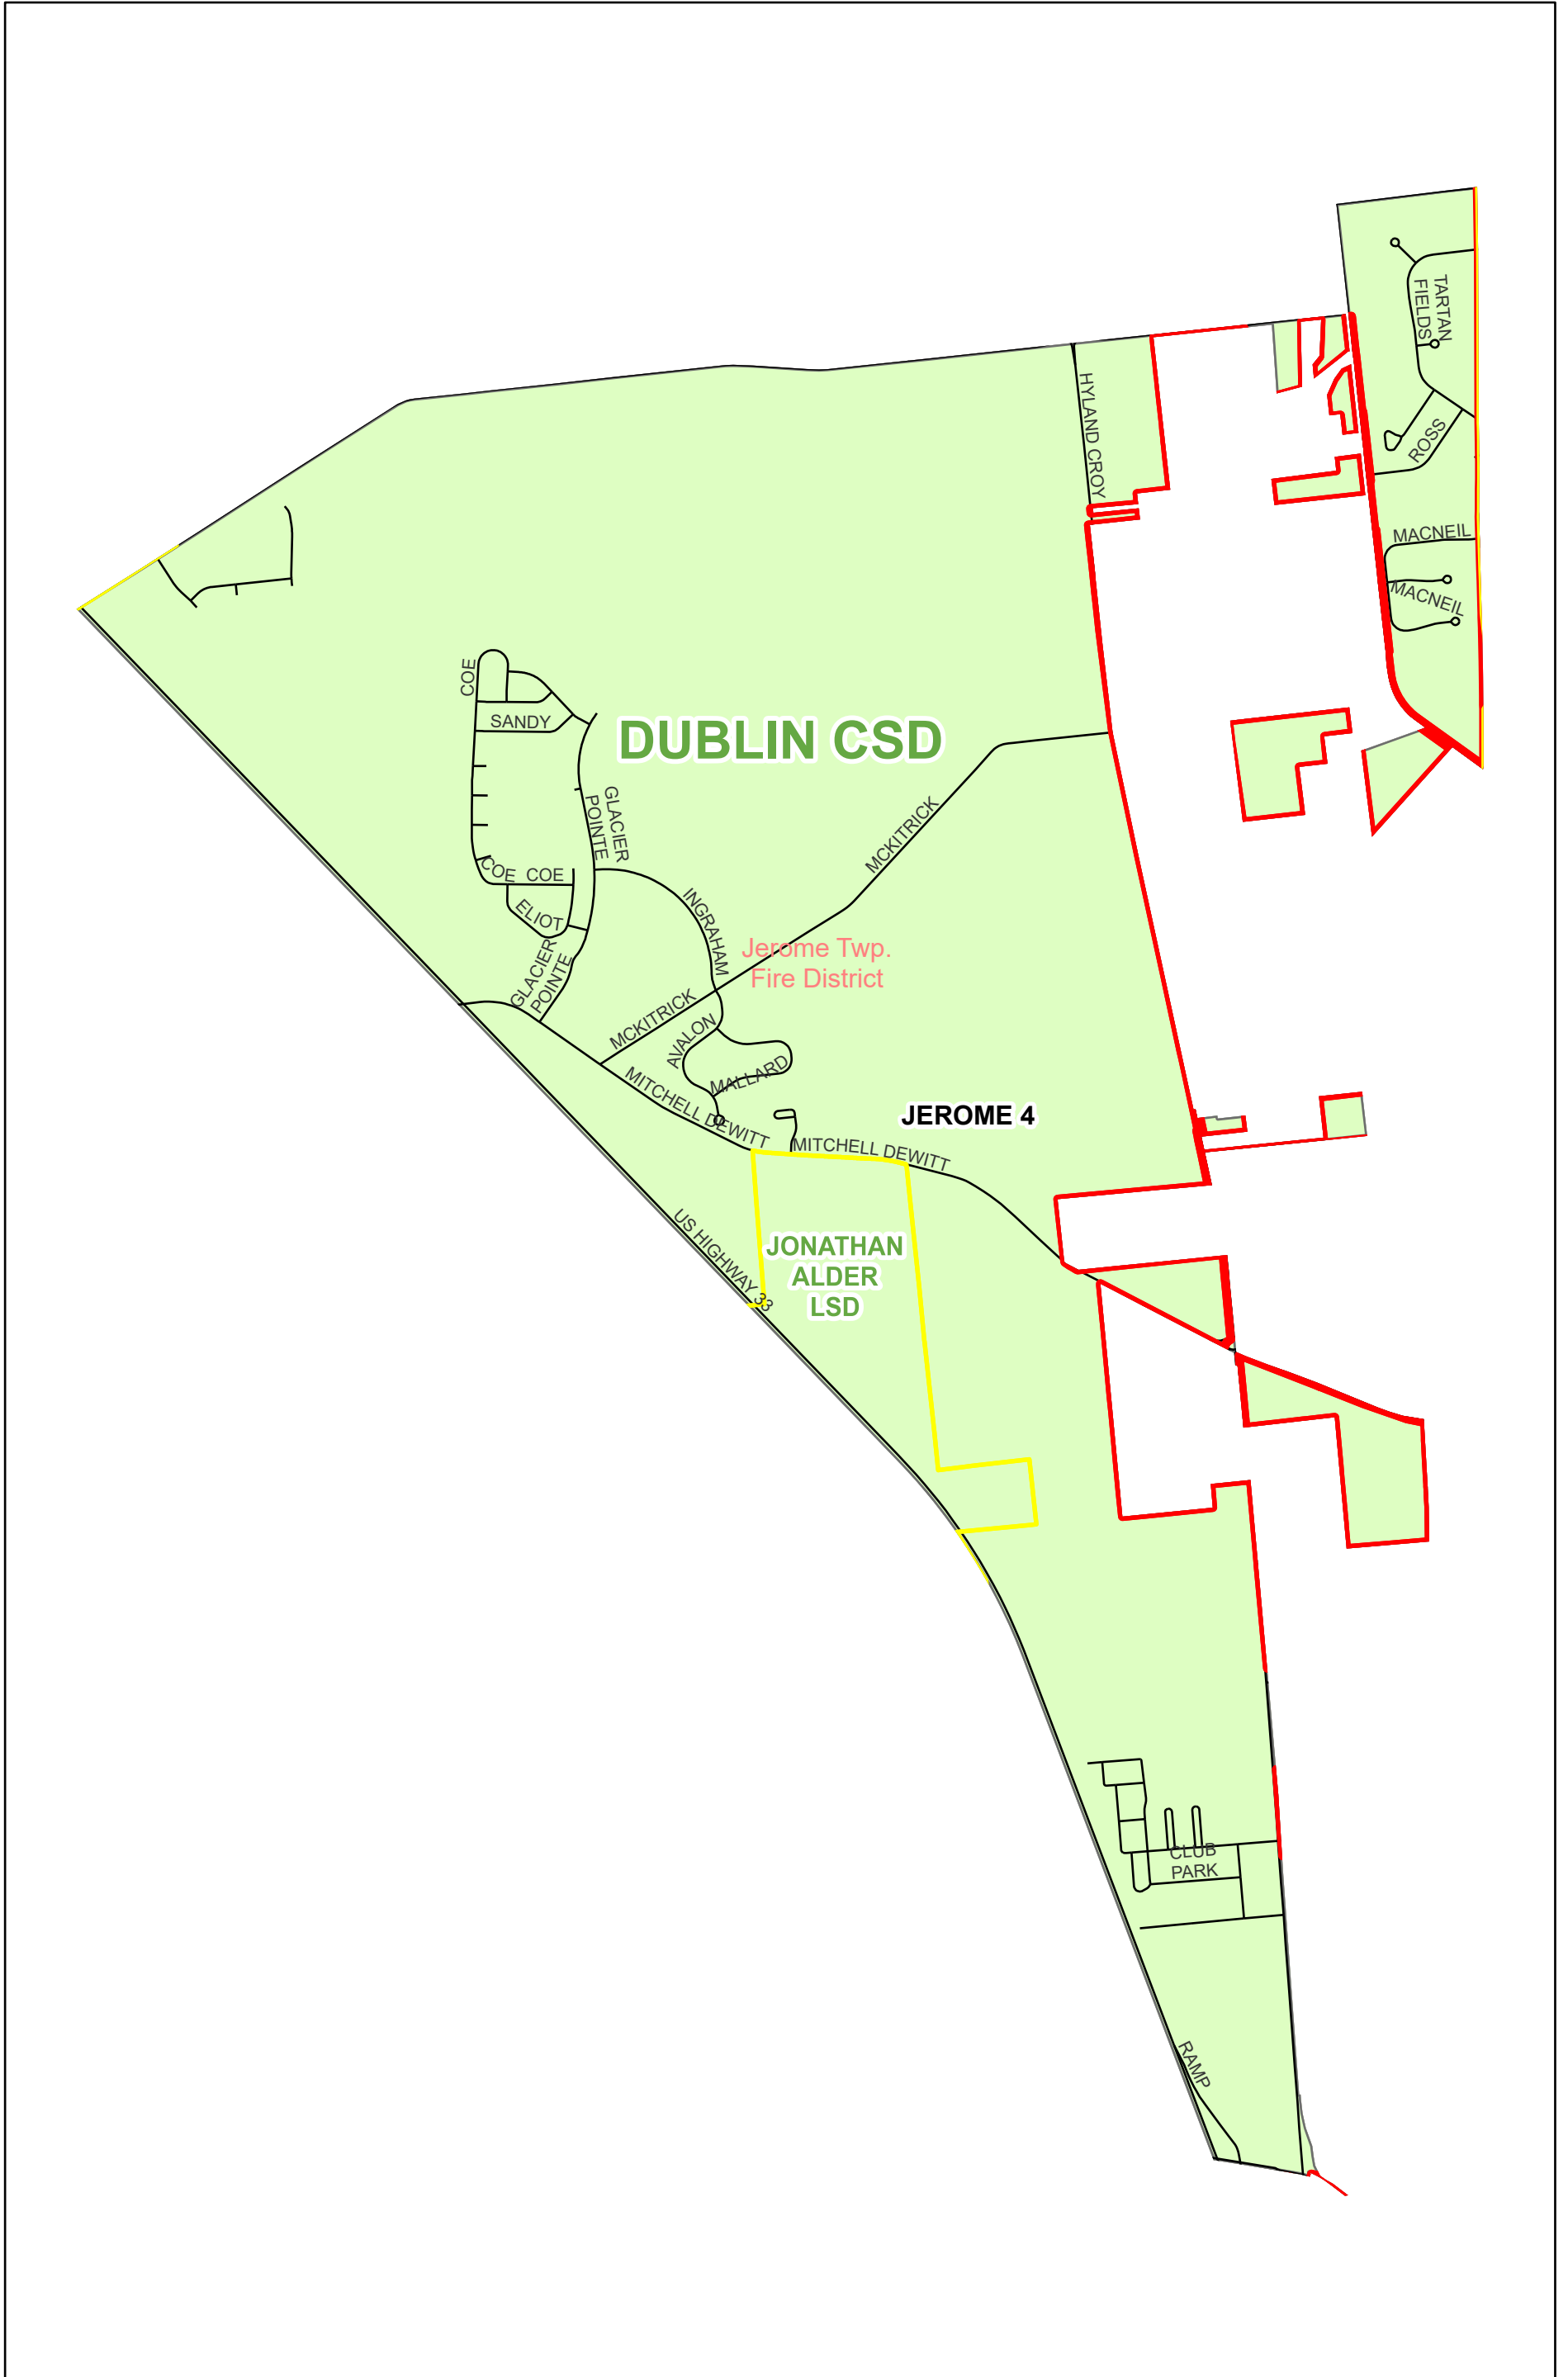 TARTAN
FIELDS
HYLAND CROY
ROSS
MACNEIL
MACNEIL
COE
SANDY
DUBLIN CSD
GLACIER
POINTE
MCKITRICK
COE
COE
ELIOT
INGRAHAM
GLACIER
POINTE
Jerome Twp.
Fire District
MCKITRICK
AVALON
MALLARD
MITCHELL DEWITT
JEROME 4
MITCHELL DEWITT
US HIGHWAY 33
JONATHAN
ALDER
LSD
CLUB
PARK
RAMP